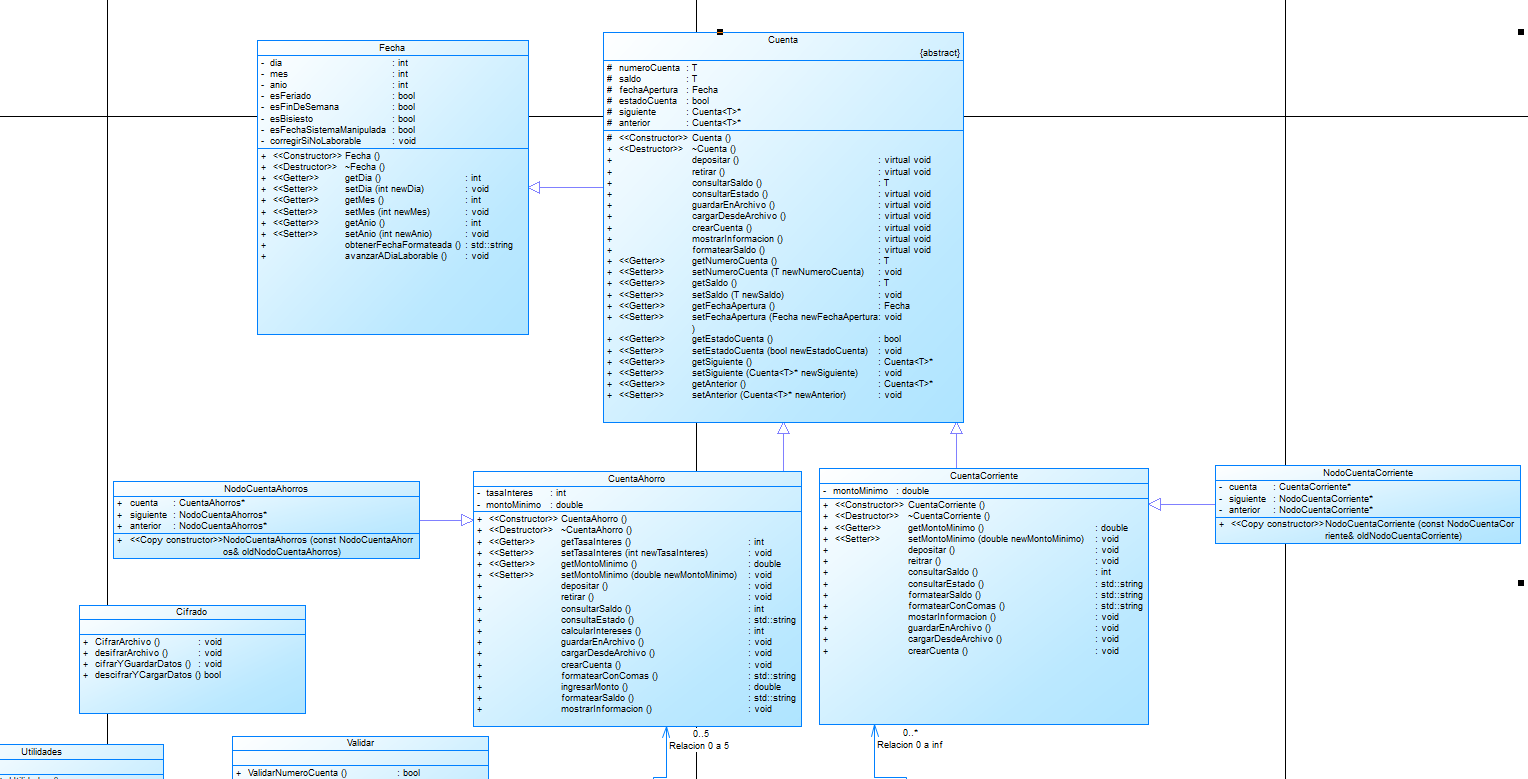 Fecha
- dia : int
- mes : int
- anio : int
- esFeriado : bool
- esFinDeSemana : bool
- esBisiesto : bool
- esFechaSistemaManipulada : bool
- corregirSiNoLaborable : void
+ <<Constructor>> Fecha ()
+ <<Destructor>> ~Fecha ()
+ <<Getter>> getDia () : int
+ <<Setter>> setDia (int newDia) : void
+ <<Getter>> getMes () : int
+ <<Setter>> setMes (int newMes) : void
+ <<Getter>> getAnio () : int
+ <<Setter>> setAnio (int newAnio) : void
+ obtenerFechaFormateada () : std::string
+ avanzarADiaLaborable () : void
Cuenta
{abstract}
# numeroCuenta : T
# saldo : T
# fechaApertura : Fecha
# estadoCuenta : bool
# siguiente : Cuenta<T>*
# anterior : Cuenta<T>*
# <<Constructor>> Cuenta ()
+ <<Destructor>> ~Cuenta ()
+ depositar () : virtual void
+ retirar () : virtual void
+ consultarSaldo () : T
+ consultarEstado () : virtual void
+ guardarEnArchivo () : virtual void
+ cargarDesdeArchivo () : virtual void
+ crearCuenta () : virtual void
+ mostrarInformacion () : virtual void
+ formatearSaldo () : virtual void
+ <<Getter>> getNumeroCuenta () : T
+ <<Setter>> setNumeroCuenta (T newNumeroCuenta) : void
+ <<Getter>> getSaldo () : T
+ <<Setter>> setSaldo (T newSaldo) : void
+ <<Getter>> getFechaApertura () : Fecha
+ <<Setter>> setFechaApertura (Fecha newFechaApertura : void
)
+ <<Getter>> getEstadoCuenta () : bool
+ <<Setter>> setEstadoCuenta (bool newEstadoCuenta) : void
+ <<Getter>> getSiguiente () : Cuenta<T>*
+ <<Setter>> setSiguiente (Cuenta<T>* newSiguiente) : void
+ <<Getter>> getAnterior () : Cuenta<T>*
+ <<Setter>> setAnterior (Cuenta<T>* newAnterior) : void
NodoCuentaAhorros
+ cuenta : CuentaAhorros*
+ siguiente : NodoCuentaAhorros*
+ anterior : NodoCuentaAhorros*
+ <<Copy constructor>> NodoCuentaAhorros (const NodoCuentaAhorr
os& oldNodoCuentaAhorros)
CuentaAhorro
- tasaInteres : int
- montoMinimo : double
+ <<Constructor>> CuentaAhorro ()
+ <<Destructor>> ~CuentaAhorro ()
+ <<Getter>> getTasaInteres () : int
+ <<Setter>> setTasaInteres (int newTasaInteres) : void
+ <<Getter>> getMontoMinimo () : double
+ <<Setter>> setMontoMinimo (double newMontoMinimo) : void
+ depositar () : void
+ retirar () : void
+ consultarSaldo () : int
+ consultaEstado () : std::string
+ calcularIntereses () : int
+ guardarEnArchivo () : void
+ cargarDesdeArchivo () : void
+ crearCuenta () : void
+ formatearConComas () : std::string
+ ingresarMonto () : double
+ formatearSaldo () : std::string
+ mostrarInformacion () : void
CuentaCorriente
- montoMinimo : double
+ <<Constructor>> CuentaCorriente ()
+ <<Destructor>> ~CuentaCorriente ()
+ <<Getter>> getMontoMinimo () : double
+ <<Setter>> setMontoMinimo (double newMontoMinimo) : void
+ depositar () : void
+ reitrar () : void
+ consultarSaldo () : int
+ consultarEstado () : std::string
+ formatearSaldo () : std::string
+ formatearConComas () : std::string
+ mostarInformacion () : void
+ guardarEnArchivo () : void
+ cargarDesdeArchivo () : void
+ crearCuenta () : void
NodoCuentaCorriente
- cuenta : CuentaCorriente*
- siguiente : NodoCuentaCorriente*
- anterior : NodoCuentaCorriente*
+ <<Copy constructor>> NodoCuentaCorriente (const NodoCuentaCor
riente& oldNodoCuentaCorriente)
Cifrado
+ CifrarArchivo () : void
+ desifrarArchivo () : void
+ cifrarYGuardarDatos () : void
+ descifrarYCargarDatos () bool
0..5
Relacion 0 a 5
0..*
Relacion 0 a inf
Utilidades
Validar
+ ValidarNumeroCuenta () : bool